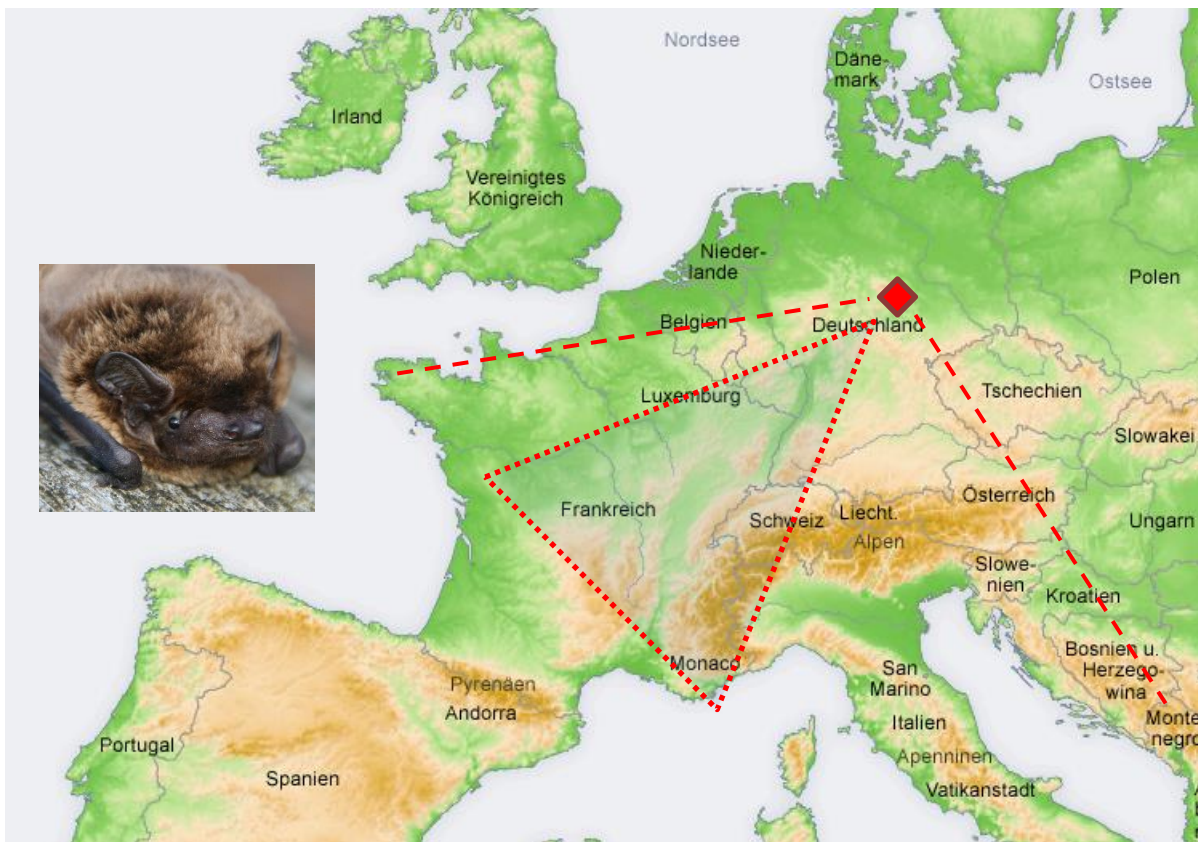 Nordsee
Däne-
mark
Ostsee
Irland
Vereinigtes
Königreich
Nieder-
lande
Polen
Belgien
Deutschland
Tschechien
Luxemburg
Slowakei
Frankreich
Österreich
Schweiz
Liecht.
Alpen
Ungarn
Slowe-
nien
Kroatien
Monaco
Bosnien u.
Herzego-
wina
San
Marino
Pyrenäen
Andorra
Italien
Monte
negro
Portugal
Apenninen
Spanien
Vatikanstadt